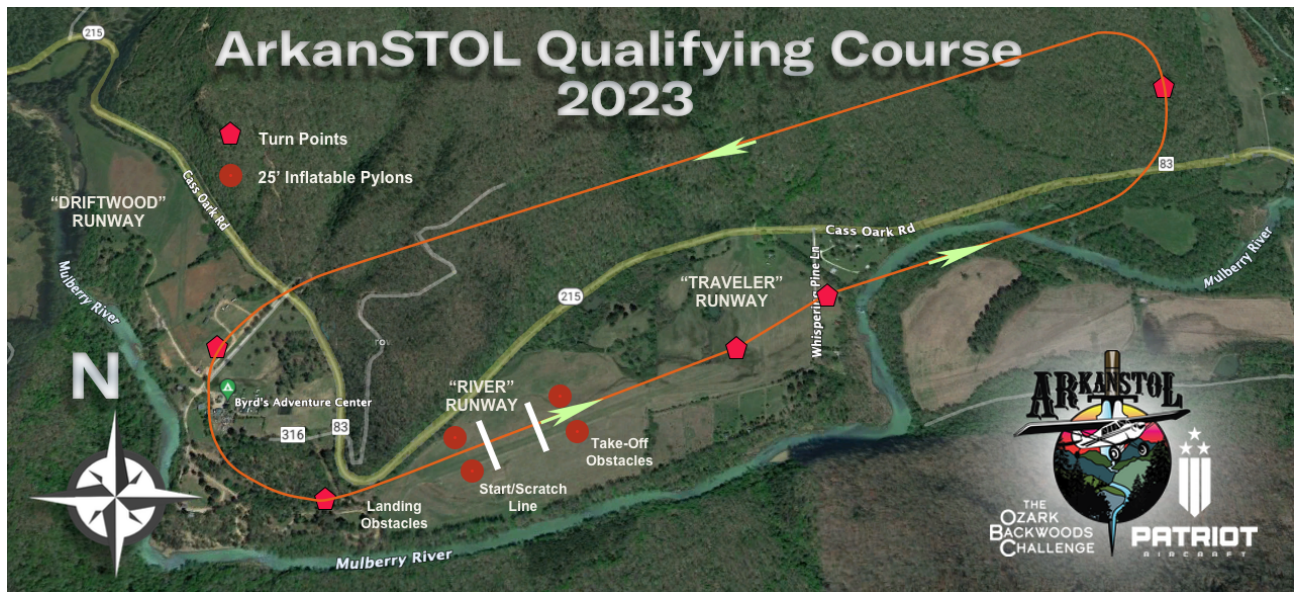 215
ArkanSTOL Qualifying Course
2023
Turn Points
25' Inflatable Pylons
83
"DRIFTWOOD"
RUNWAY
Cass Oark Rd
Cass Oark Rd
Mulberry River
Mulberry River
"TRAVELER"
RUNWAY
Whispering Pine Ln
215
N
"RIVER"
RUNWAY
Byrd's Adventure Center
316
83
Take-Off
Obstacles
Start/Scratch
Line
Landing
Obstacles
Mulberry River
ARKANSTOL
THE
OZARK
BACKWOODS
CHALLENGE
PATRIOT
AIRCRAFT